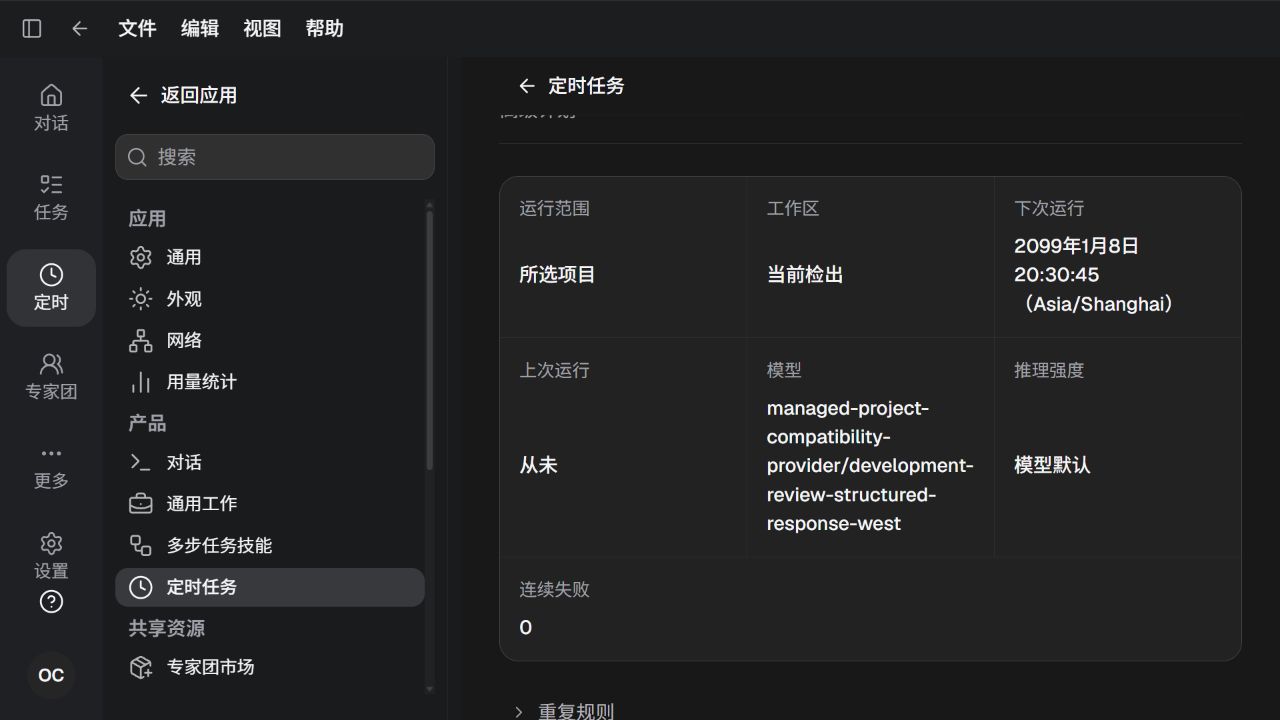 文件 编辑 视图 帮助
对话
任务
定时
专家团
更多
设置
OC
返回应用
搜索
应用
通用
外观
网络
用量统计
产品
对话
通用工作
多步任务技能
定时任务
共享资源
专家团市场
定时任务
运行范围
所选项目
工作区
当前检出
下次运行
2099年1月8日
20:30:45
（Asia/Shanghai）
上次运行
从未
模型
managed-project-
compatibility-
provider/development-
review-structured-
response-west
推理强度
模型默认
连续失败
0
重复规则